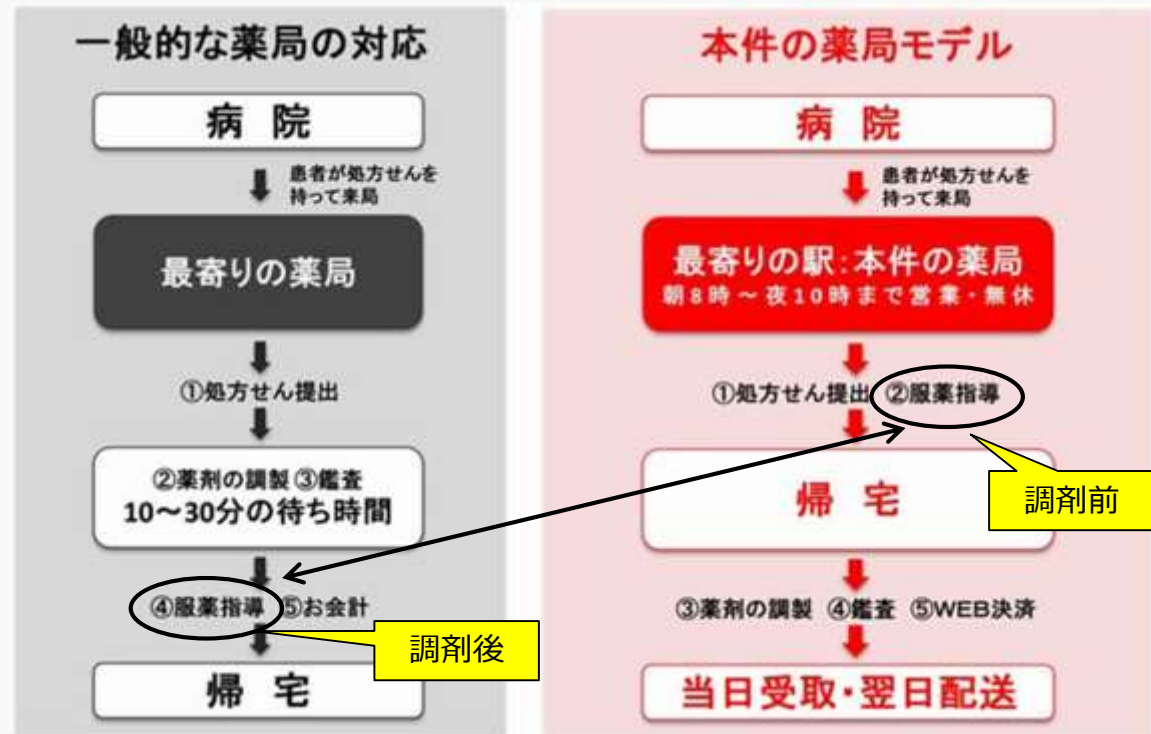 一般的な薬局の対応
病 院
患者が処方せんを
持って来局
最寄りの薬局
①処方せん提出
②薬剤の調製 ③鑑査
10～30分の待ち時間
④服薬指導 ⑤お会計
調剤後
帰 宅
本件の薬局モデル
病 院
患者が処方せんを
持って来局
最寄りの駅：本件の薬局
朝8時～夜10時まで営業・無休
①処方せん提出 ②服薬指導
調剤前
帰 宅
③薬剤の調製 ④鑑査 ⑤WEB決済
当日受取・翌日配送